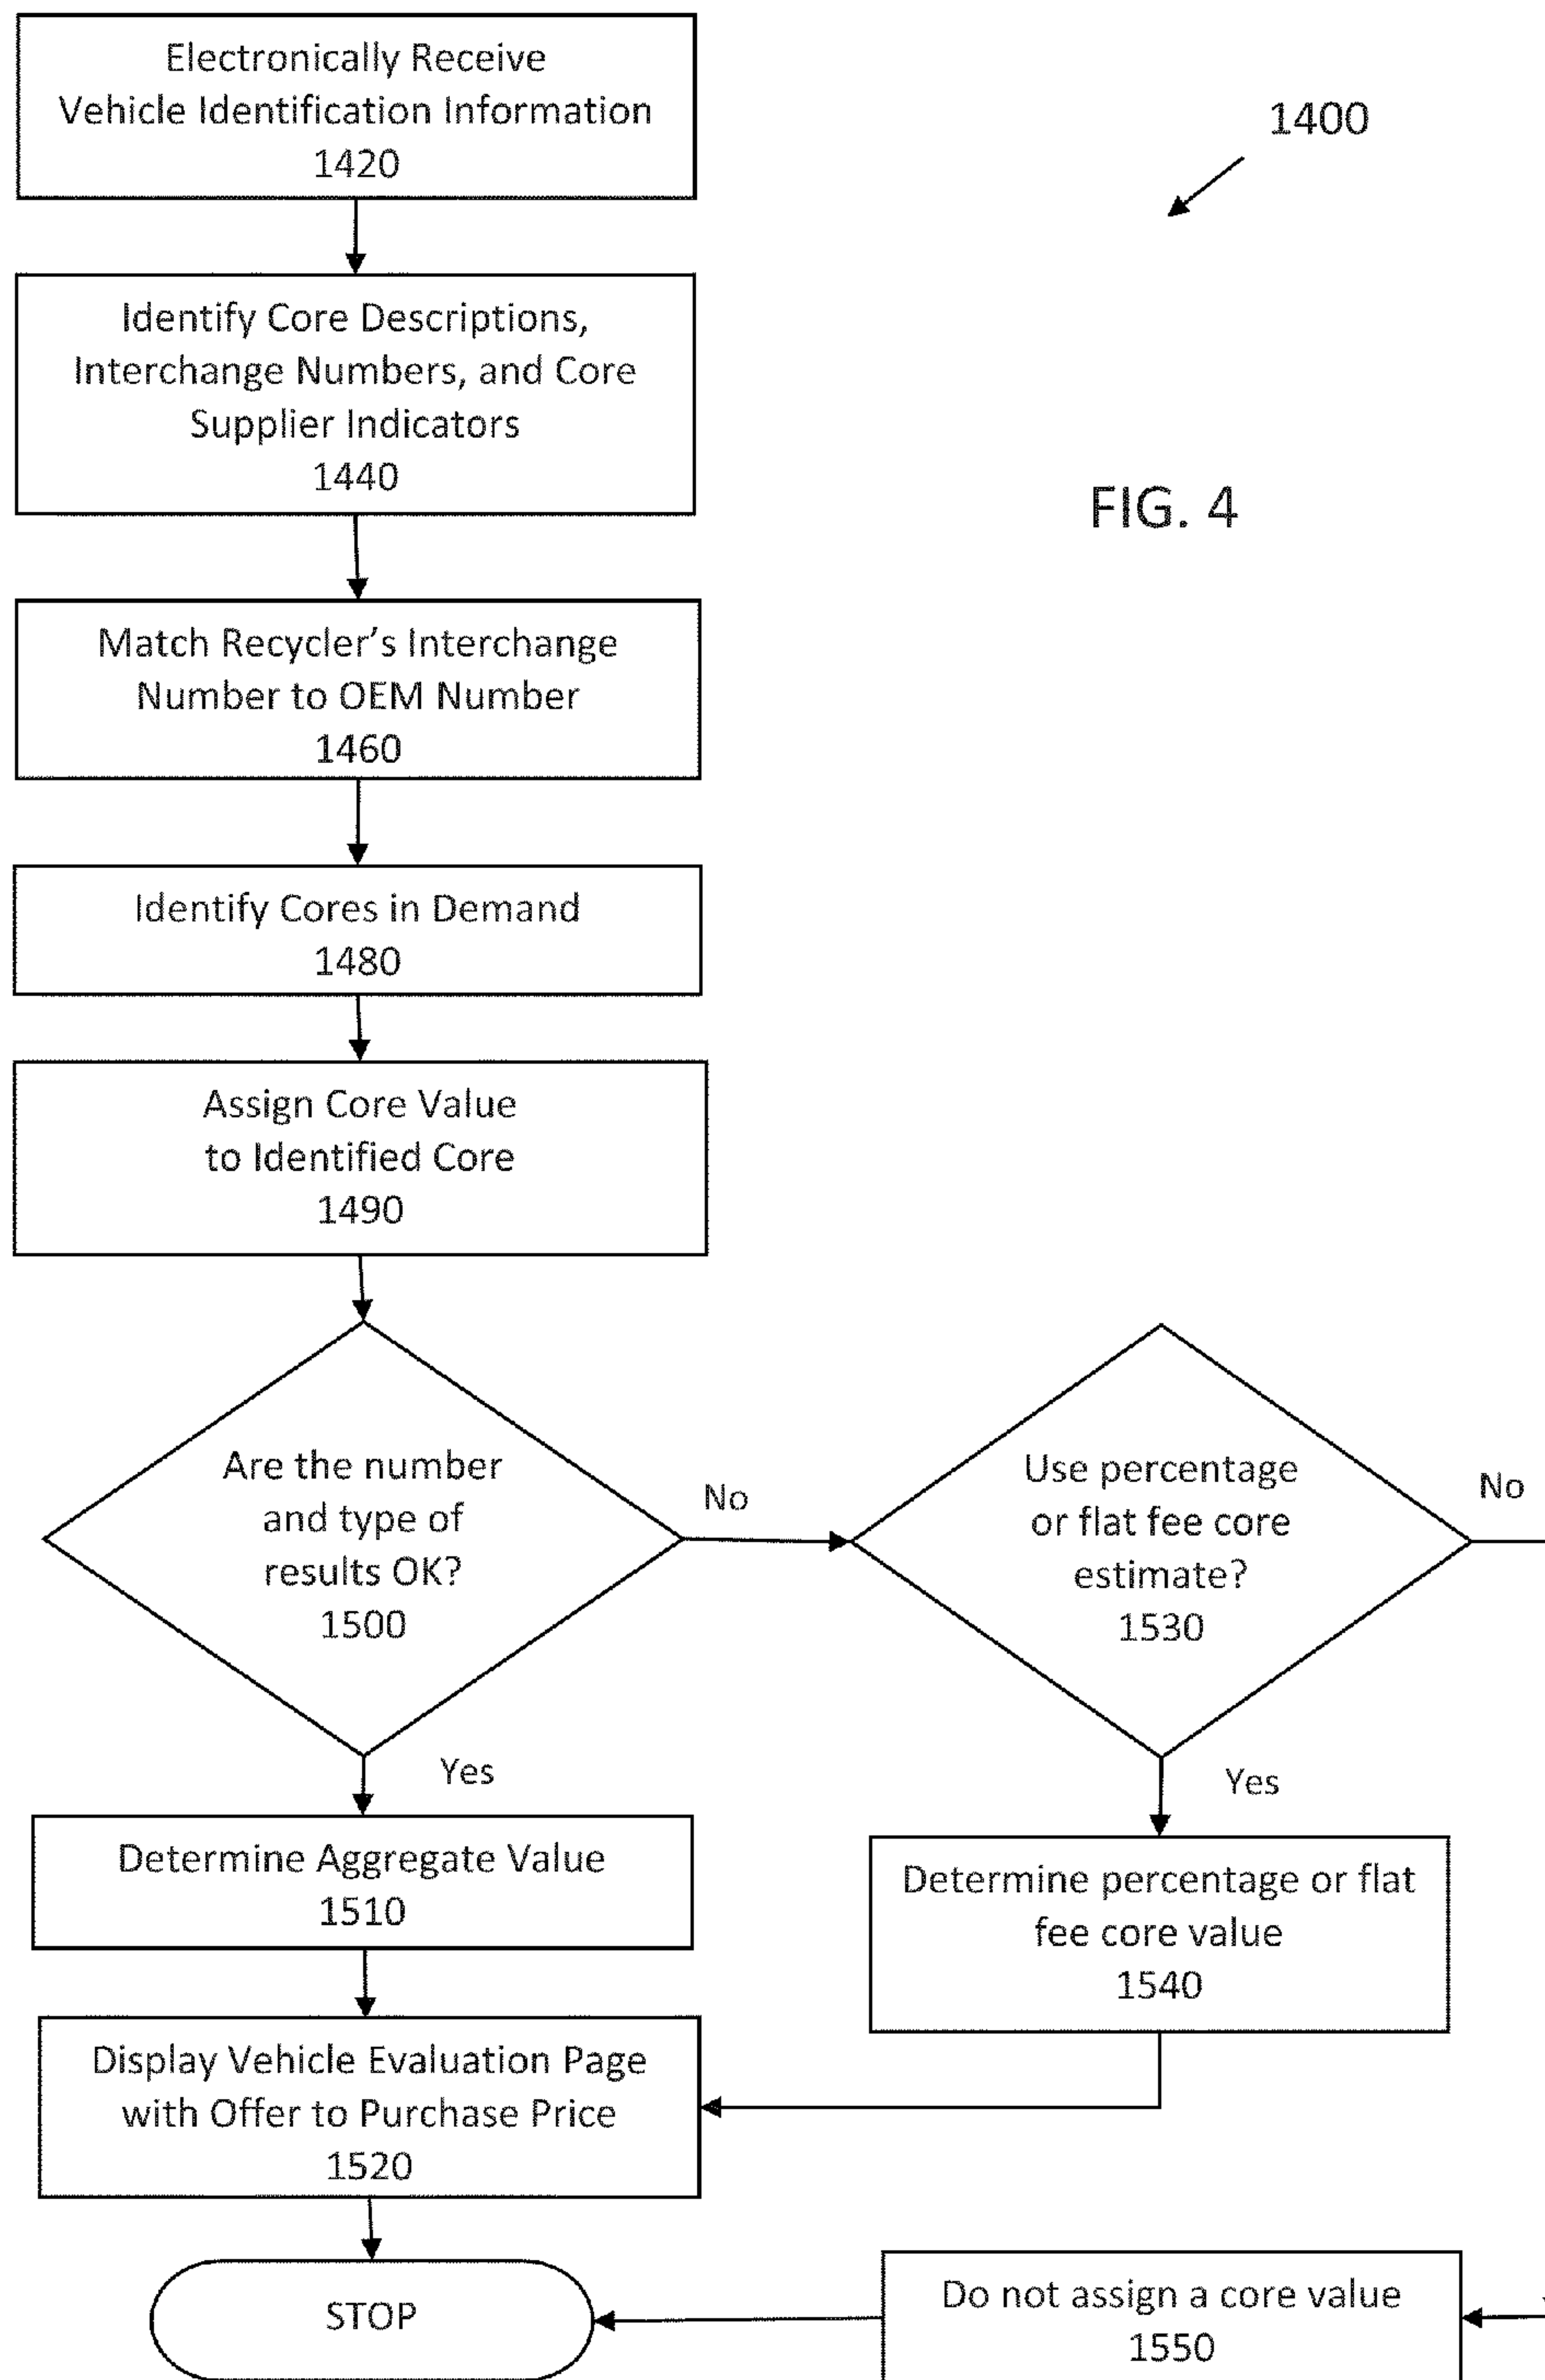 Electronically Receive
Vehicle Identification Information
1420
1400
Identify Core Descriptions,
Interchange Numbers, and Core
Supplier Indicators
1440
FIG. 4
Match Recycler's Interchange
Number to OEM Number
1460
Identify Cores in Demand
1480
Assign Core Value
to Identified Core
1490
Are the number
and type of
results OK?
1500
No
Use percentage
or flat fee core
estimate?
1530
No
Yes
Yes
Determine Aggregate Value
1510
Determine percentage or flat
fee core value
1540
Display Vehicle Evaluation Page
with Offer to Purchase Price
1520
STOP
Do not assign a core value
1550